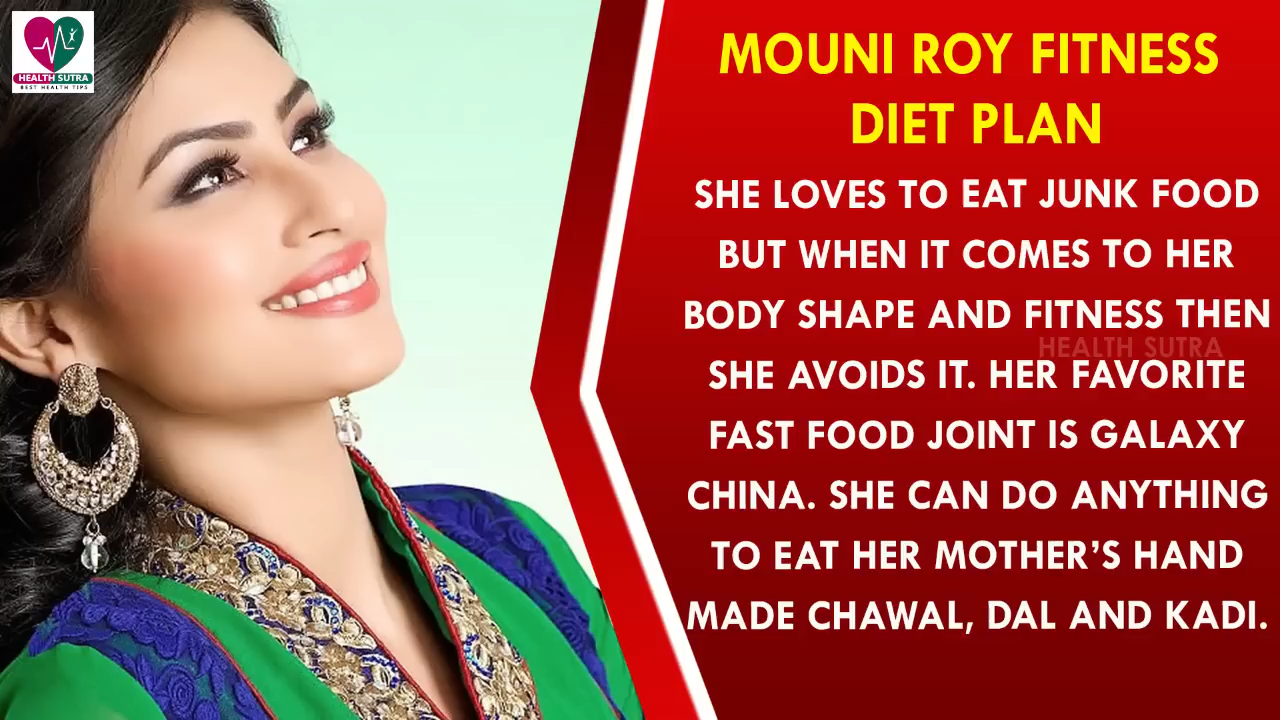 HEALTH SUTRA
BEST HEALTH TIPS
MOUNI ROY FITNESS
DIET PLAN
SHE LOVES TO EAT JUNK FOOD
BUT WHEN IT COMES TO HER
BODY SHAPE AND FITNESS THEN
HEALTH SUTRA
SHE AVOIDS IT. HER FAVORITE
FAST FOOD JOINT IS GALAXY
CHINA. SHE CAN DO ANYTHING
TO EAT HER MOTHER'S HAND
MADE CHAWAL, DAL AND KADI.